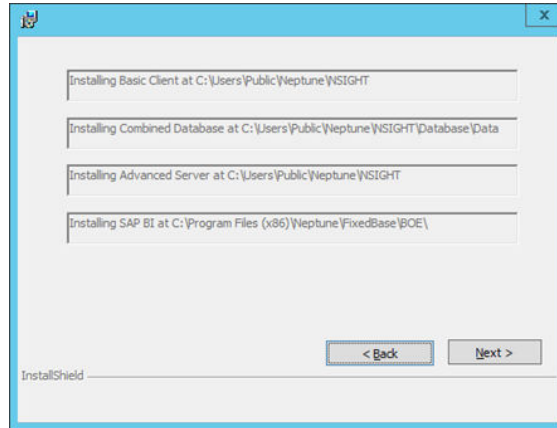 X
Installing Basic Client at C:\Users\Public\Neptune\NSIGHT
Installing Combined Database at C:\Users\Public\Neptune\NSIGHT\Database\Data
Installing Advanced Server at C:\Users\Public\Neptune\NSIGHT
Installing SAP BI at C:\Program Files (x86)\Neptune\FixedBase\BOE\
< Back
Next >
InstallShield